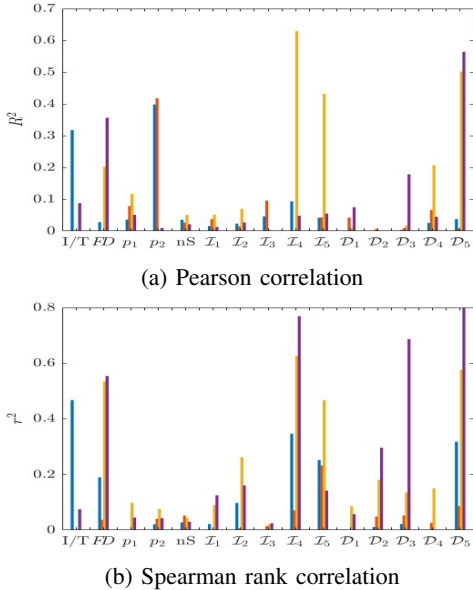 0.7
0.6
0.5
0.4
0.3
0.2
0.1
0
R²
I/T FD p₁ p₂ nS ℐ₁ ℐ₂ ℐ₃ ℐ₄ ℐ₅ 𝒟₁ 𝒟₂ 𝒟₃ 𝒟₄ 𝒟₅
(a) Pearson correlation
0.8
0.6
0.4
0.2
0
r²
I/T FD p₁ p₂ nS ℐ₁ ℐ₂ ℐ₃ ℐ₄ ℐ₅ 𝒟₁ 𝒟₂ 𝒟₃ 𝒟₄ 𝒟₅
(b) Spearman rank correlation